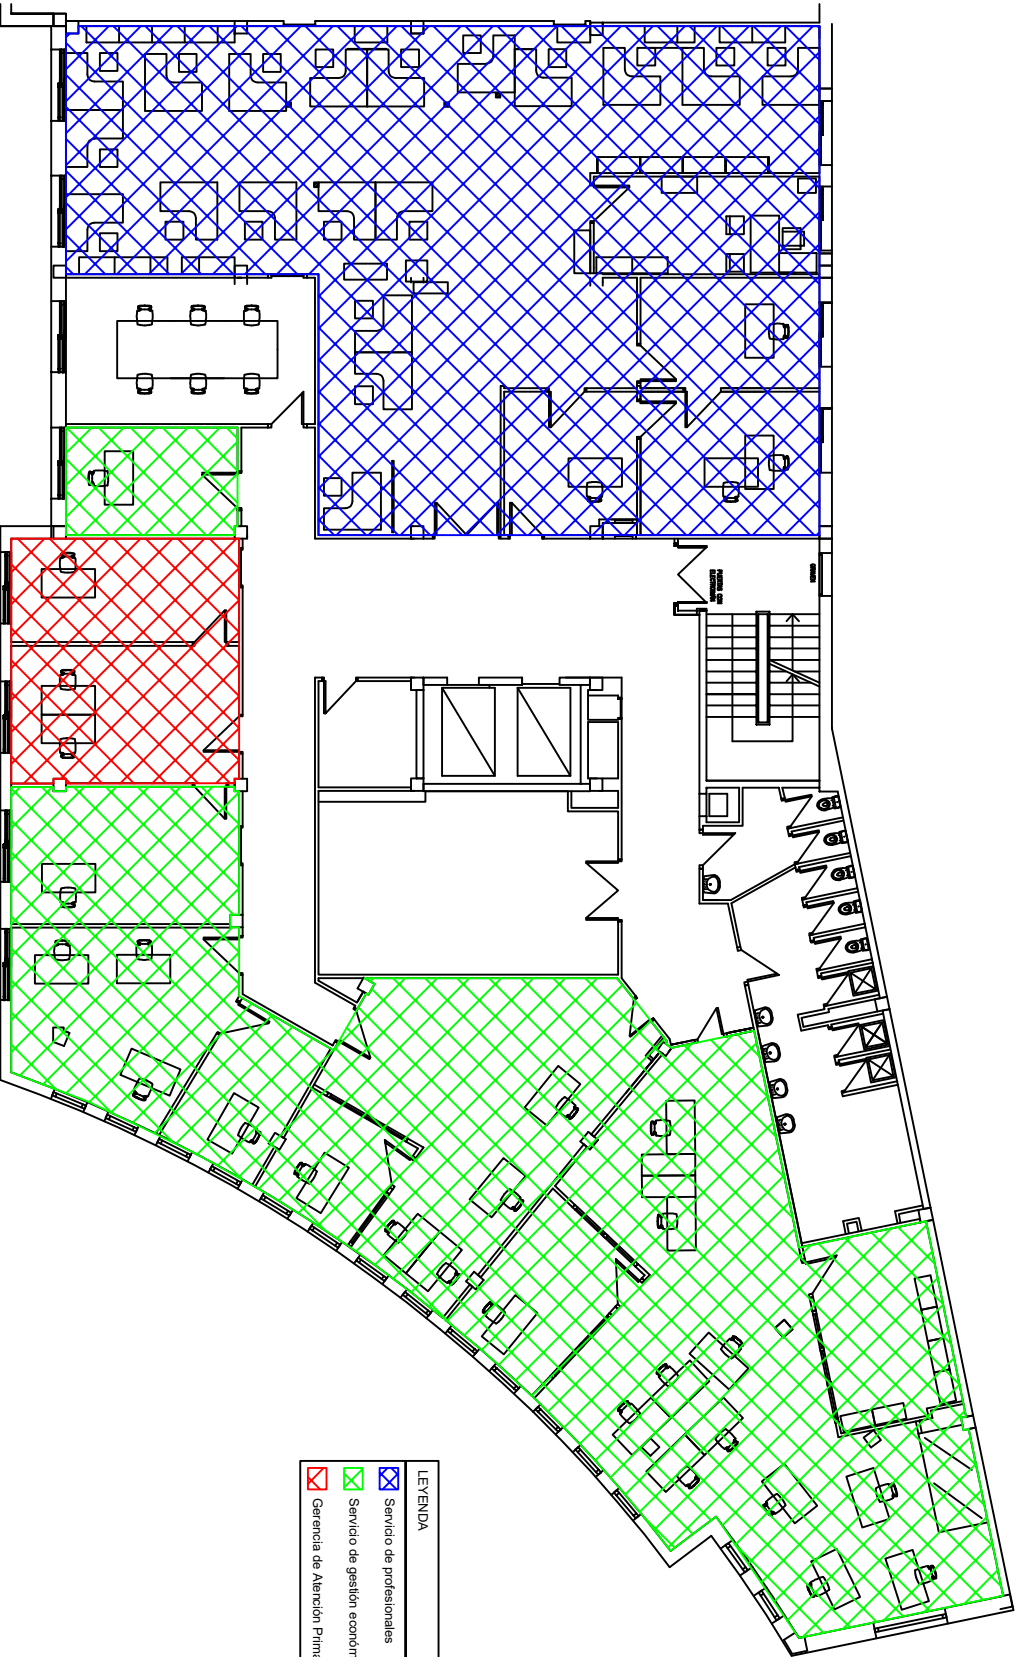 LEYENDA
Servicio de profesionales
Servicio de gestión económ
Gerencia de Atención Prima